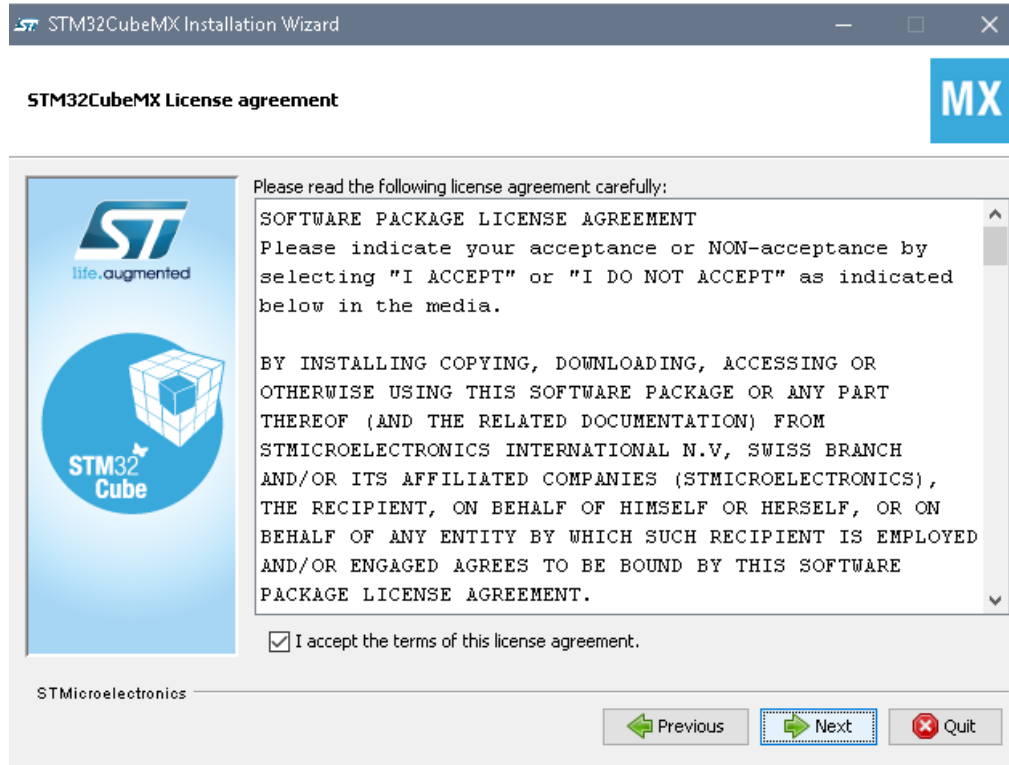 STM32CubeMX Installation Wizard
STM32CubeMX License agreement
MX
Please read the following license agreement carefully:
ST
life.augmented
STM32
Cube
SOFTWARE PACKAGE LICENSE AGREEMENT
Please indicate your acceptance or NON-acceptance by
selecting "I ACCEPT" or "I DO NOT ACCEPT" as indicated
below in the media.
BY INSTALLING COPYING, DOWNLOADING, ACCESSING OR
OTHERWISE USING THIS SOFTWARE PACKAGE OR ANY PART
THEREOF (AND THE RELATED DOCUMENTATION) FROM
STMICROELECTRONICS INTERNATIONAL N.V, SWISS BRANCH
AND/OR ITS AFFILIATED COMPANIES (STMICROELECTRONICS),
THE RECIPIENT, ON BEHALF OF HIMSELF OR HERSELF, OR ON
BEHALF OF ANY ENTITY BY WHICH SUCH RECIPIENT IS EMPLOYED
AND/OR ENGAGED AGREES TO BE BOUND BY THIS SOFTWARE
PACKAGE LICENSE AGREEMENT.
I accept the terms of this license agreement.
STMicroelectronics
Previous
Next
Quit